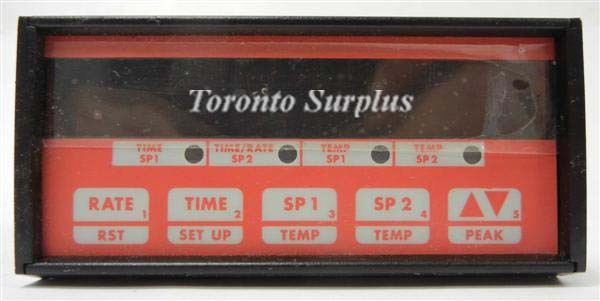 Toronto Surplus
TIME TIME/RATE TEMP TEMP
SP1 SP2 SP1 SP2
RATE 1 TIME 2 SP 1 3 SP 2 4 5
RST SET UP TEMP TEMP PEAK